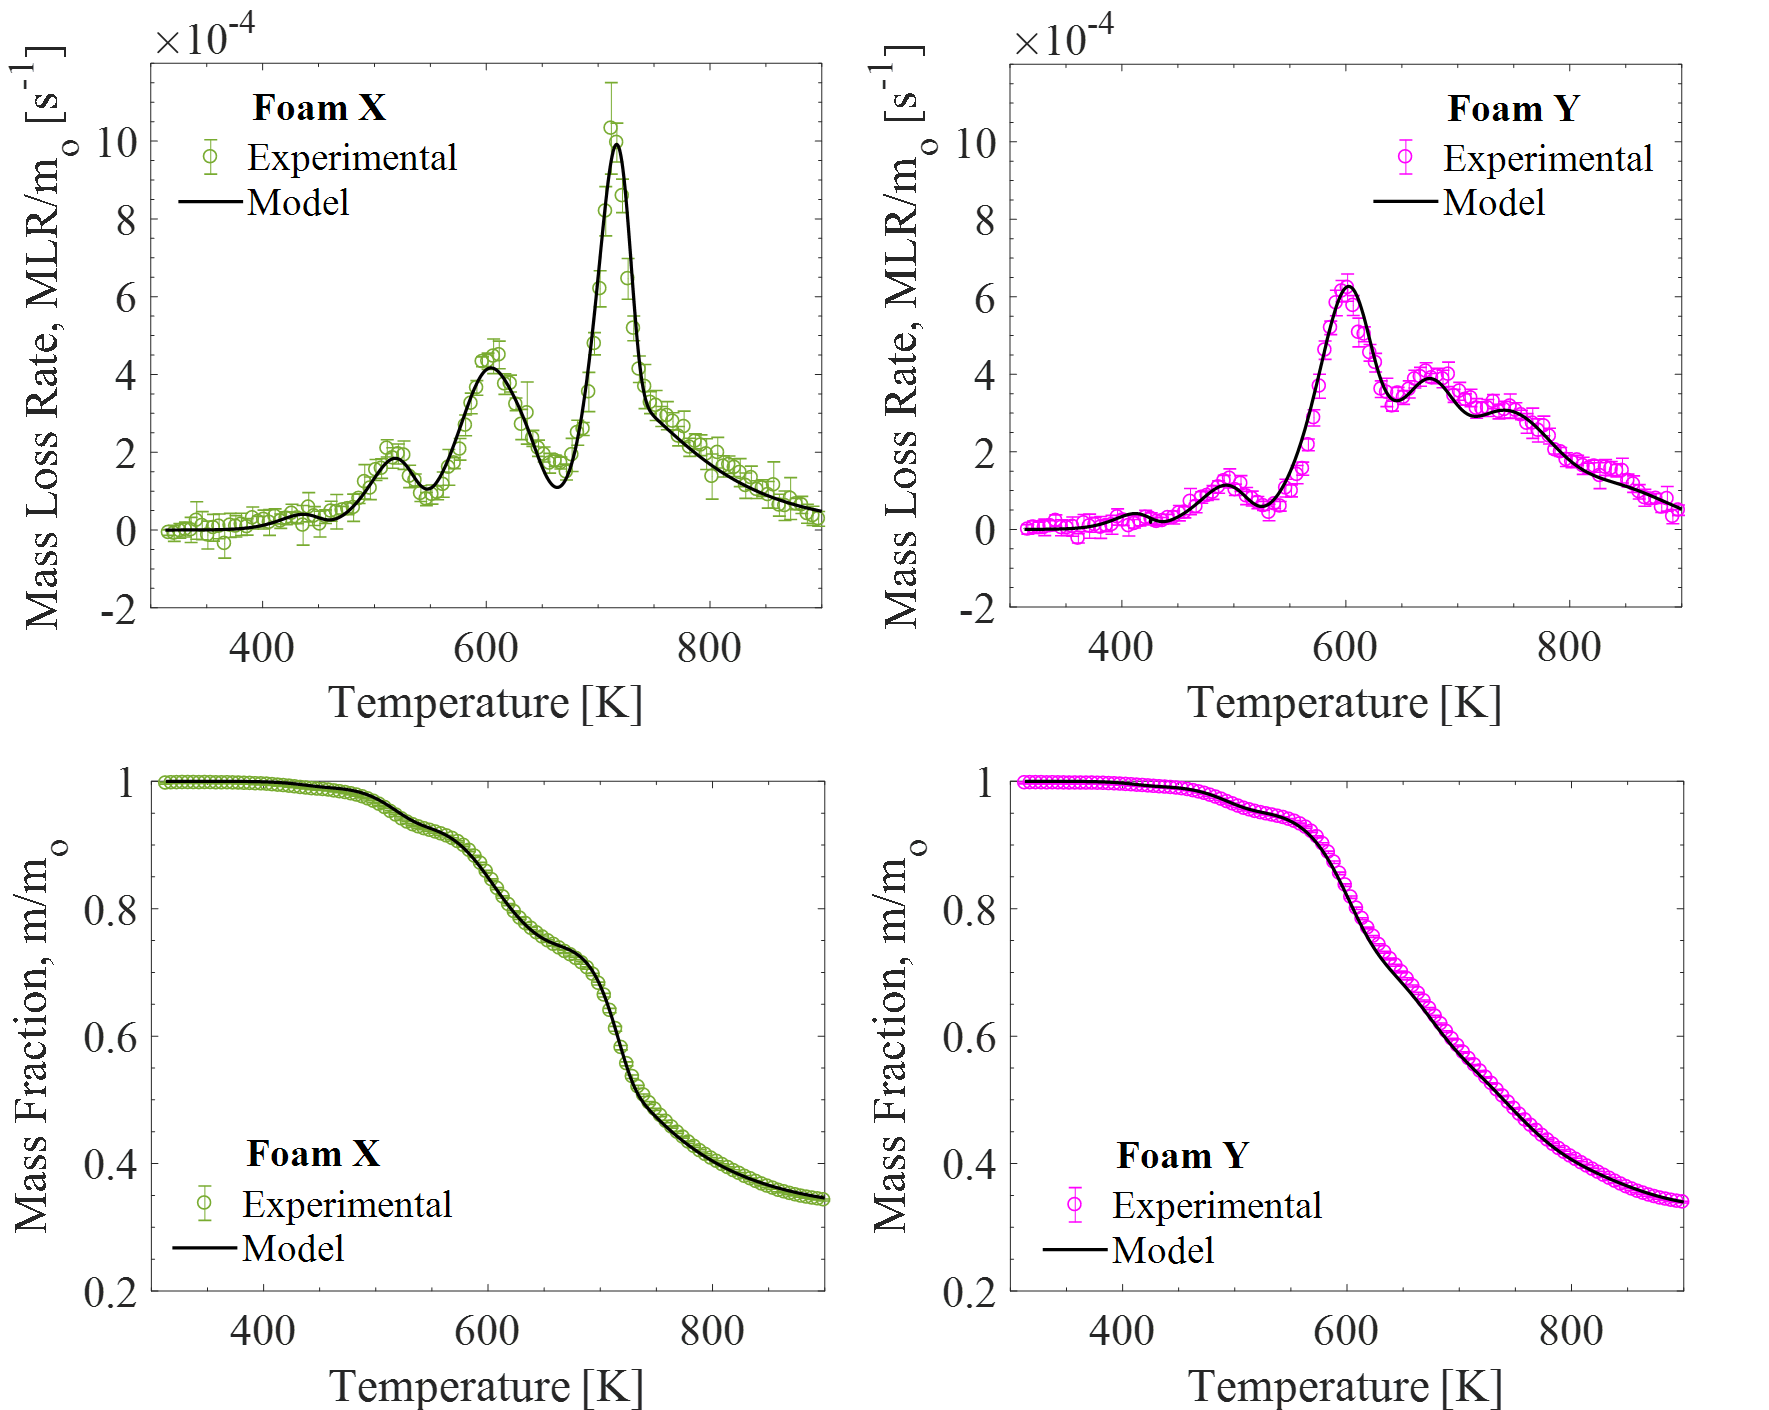 ×10⁻⁴
Mass Loss Rate, MLR/mₒ [s⁻¹]
10
8
6
4
2
0
-2
Foam X
Experimental
Model
400
600
800
Temperature [K]
×10⁻⁴
Mass Loss Rate, MLR/mₒ [s⁻¹]
10
8
6
4
2
0
-2
Foam Y
Experimental
Model
400
600
800
Temperature [K]
Mass Fraction, m/mₒ
1
0.8
0.6
0.4
0.2
Foam X
Experimental
Model
400
600
800
Temperature [K]
Mass Fraction, m/mₒ
1
0.8
0.6
0.4
0.2
Foam Y
Experimental
Model
400
600
800
Temperature [K]